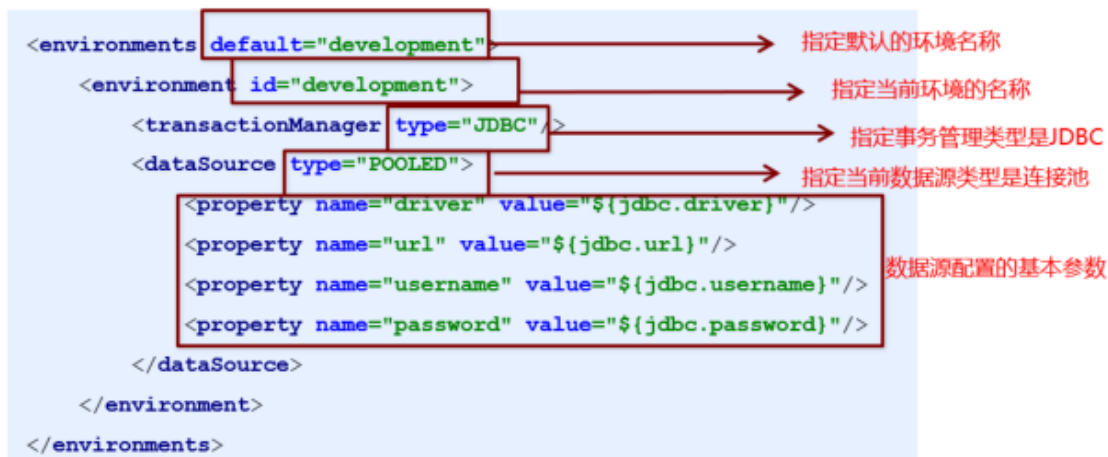 <environments default="development">
指定默认的环境名称
<environment id="development">
指定当前环境的名称
<transactionManager type="JDBC"/>
指定事务管理类型是JDBC
<dataSource type="POOLED">
指定当前数据源类型是连接池
<property name="driver" value="${jdbc.driver}"/>
<property name="url" value="${jdbc.url}"/>
数据源配置的基本参数
<property name="username" value="${jdbc.username}"/>
<property name="password" value="${jdbc.password}"/>
</dataSource>
</environment>
</environments>